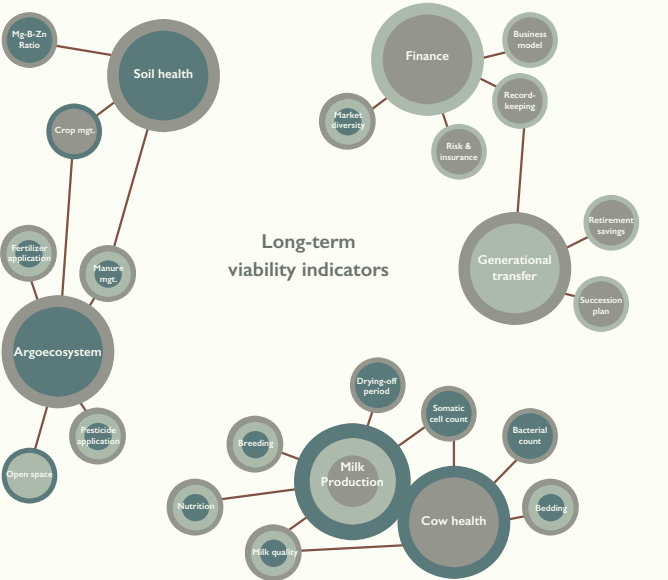 Mg-B-Zn
Ratio
Soil health
Crop mgt.
Finance
Business
model
Record-
keeping
Market
diversity
Risk &
insurance
Fertilizer
application
Manure
mgt.
Long-term
viability indicators
Retirement
savings
Generational
transfer
Succession
plan
Argoecosystem
Pesticide
application
Open space
Drying-off
period
Somatic
cell count
Bacterial
count
Breeding
Milk
Production
Nutrition
Cow health
Bedding
Milk quality